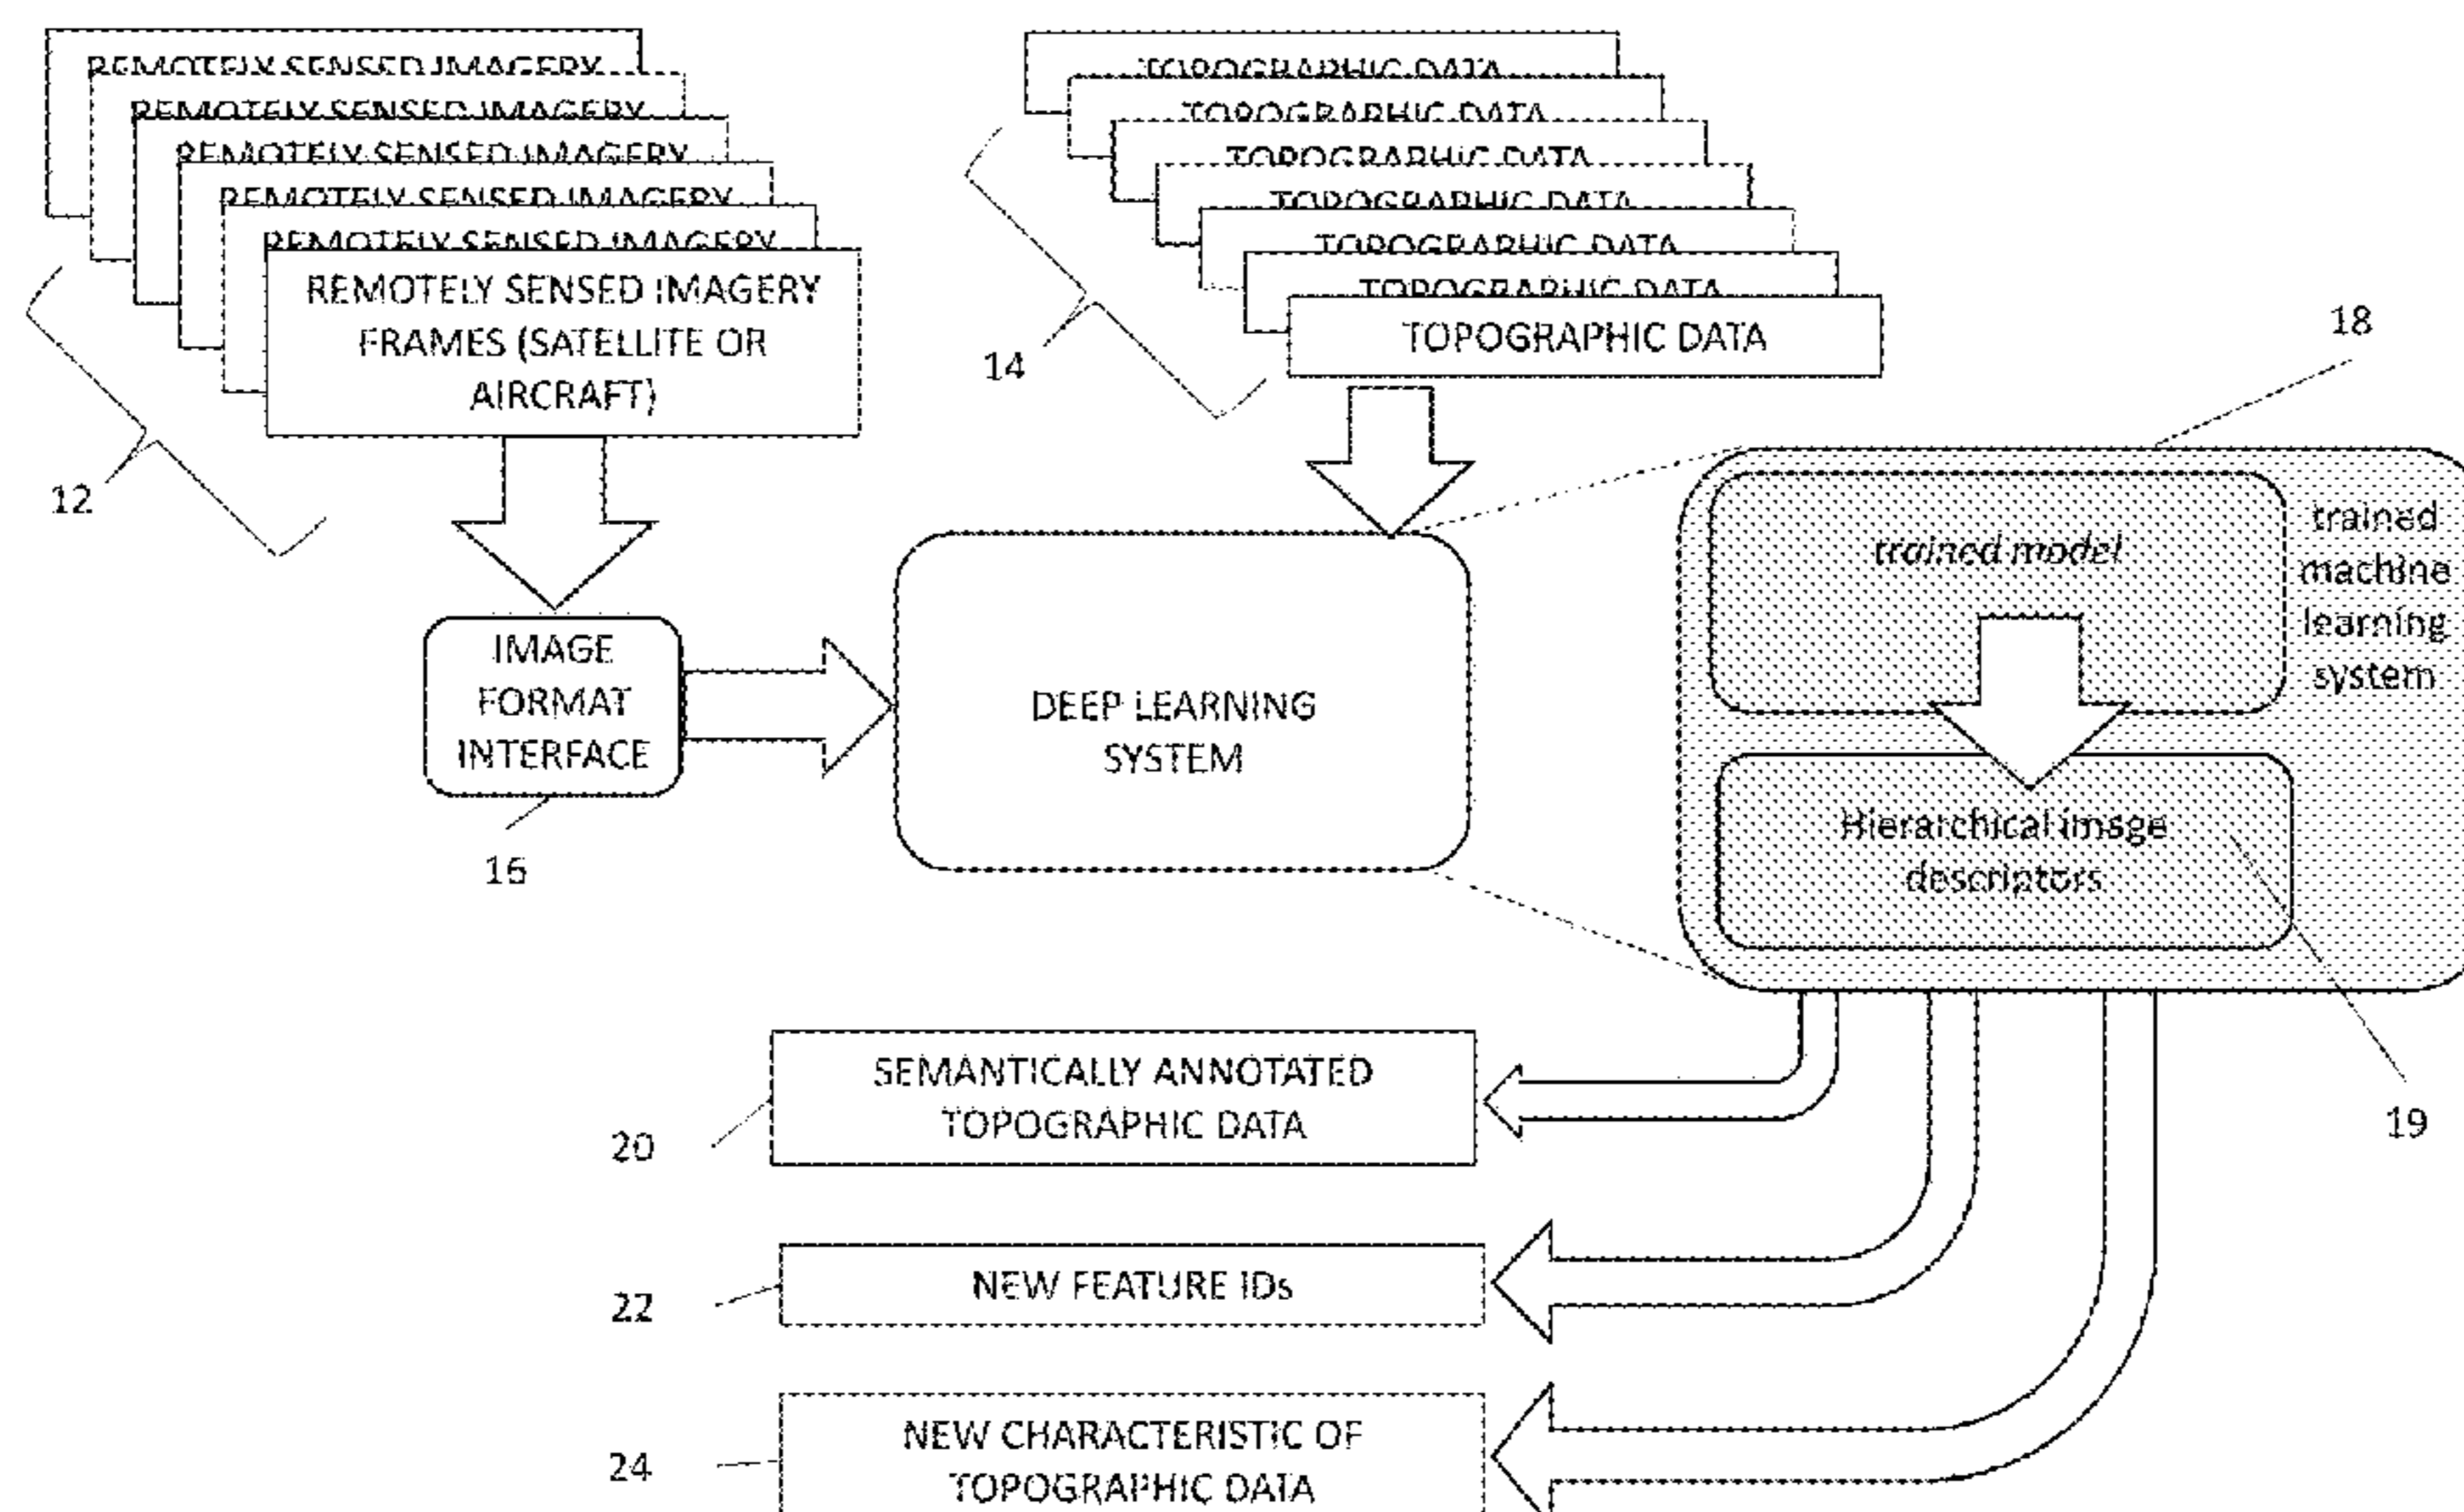 REMOTELY SENSED IMAGERY
REMOTELY SENSED IMAGERY
REMOTELY SENSED IMAGERY
REMOTELY SENSED IMAGERY
REMOTELY SENSED IMAGERY
REMOTELY SENSED IMAGERY
FRAMES (SATELLITE OR
AIRCRAFT)
12
TOPOGRAPHIC DATA
TOPOGRAPHIC DATA
TOPOGRAPHIC DATA
TOPOGRAPHIC DATA
TOPOGRAPHIC DATA
TOPOGRAPHIC DATA
TOPOGRAPHIC DATA
14
18
trained model
trained
machine
learning
system
IMAGE
FORMAT
INTERFACE
16
DEEP LEARNING
SYSTEM
Hierarchical image
descriptors
19
SEMANTICALLY ANNOTATED
TOPOGRAPHIC DATA
20
NEW FEATURE IDs
22
NEW CHARACTERISTIC OF
TOPOGRAPHIC DATA
24